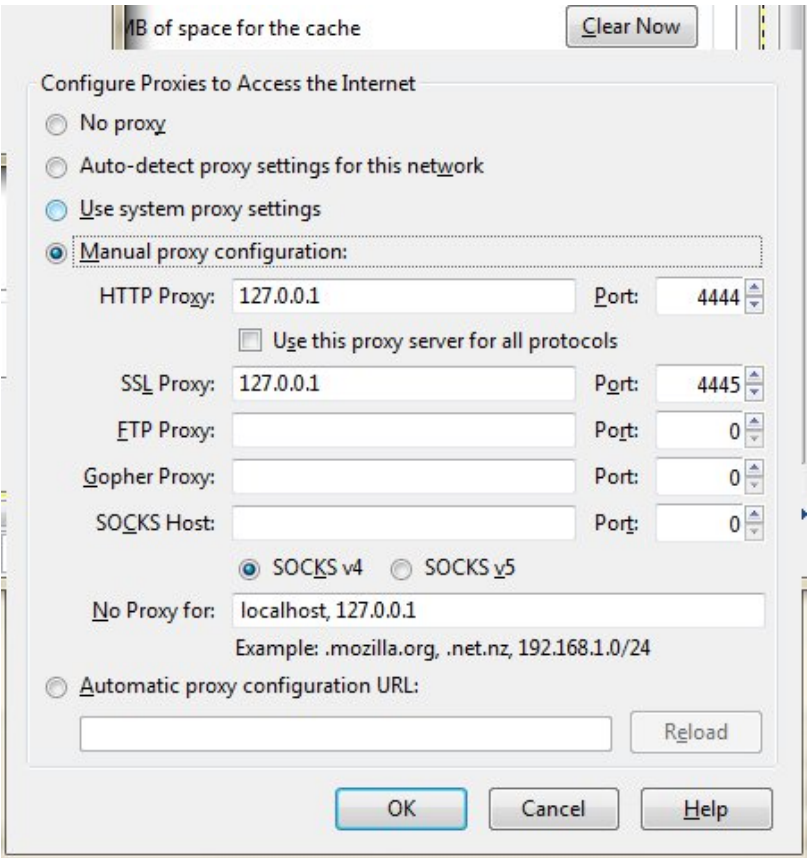 MB of space for the cache Clear Now
Configure Proxies to Access the Internet
No proxy
Auto-detect proxy settings for this network
Use system proxy settings
Manual proxy configuration:
HTTP Proxy: 127.0.0.1 Port: 4444
Use this proxy server for all protocols
SSL Proxy: 127.0.0.1 Port: 4445
FTP Proxy: Port: 0
Gopher Proxy: Port: 0
SOCKS Host: Port: 0
SOCKS v4 SOCKS v5
No Proxy for: localhost, 127.0.0.1
Example: .mozilla.org, .net.nz, 192.168.1.0/24
Automatic proxy configuration URL:
Reload
OK Cancel Help